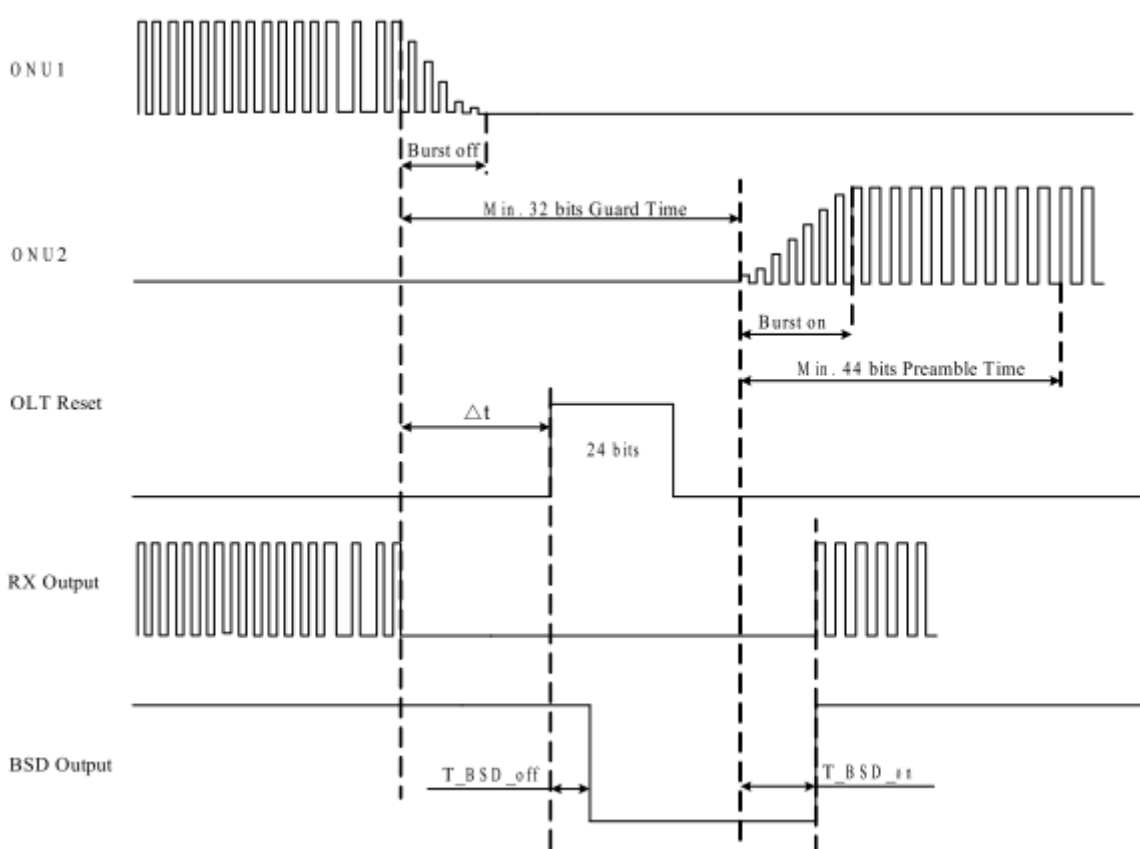 ONU1
Burst off
Min. 32 bits Guard Time
ONU2
Burst on
Min. 44 bits Preamble Time
OLT Reset
△t
24 bits
RX Output
BSD Output
T_BSD_off
T_BSD_on